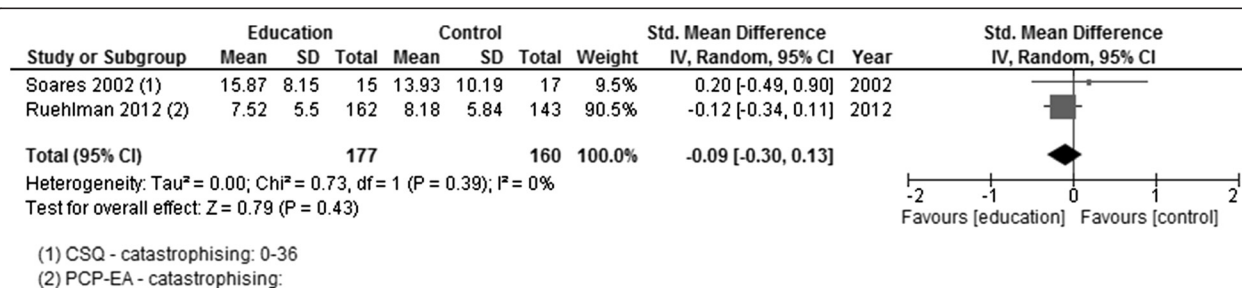 Education Control Std. Mean Difference Std. Mean Difference
Study or Subgroup Mean SD Total Mean SD Total Weight IV, Random, 95% CI Year IV, Random, 95% CI
Soares 2002 (1) 15.87 8.15 15 13.93 10.19 17 9.5% 0.20 [-0.49, 0.90] 2002
Ruehlman 2012 (2) 7.52 5.5 162 8.18 5.84 143 90.5% -0.12 [-0.34, 0.11] 2012
Total (95% CI) 177 160 100.0% -0.09 [-0.30, 0.13]
Heterogeneity: Tau² = 0.00; Chi² = 0.73, df = 1 (P = 0.39); I² = 0%
Test for overall effect: Z = 0.79 (P = 0.43)
-2 -1 0 1 2
Favours [education] Favours [control]
(1) CSQ - catastrophising: 0-36
(2) PCP-EA - catastrophising: